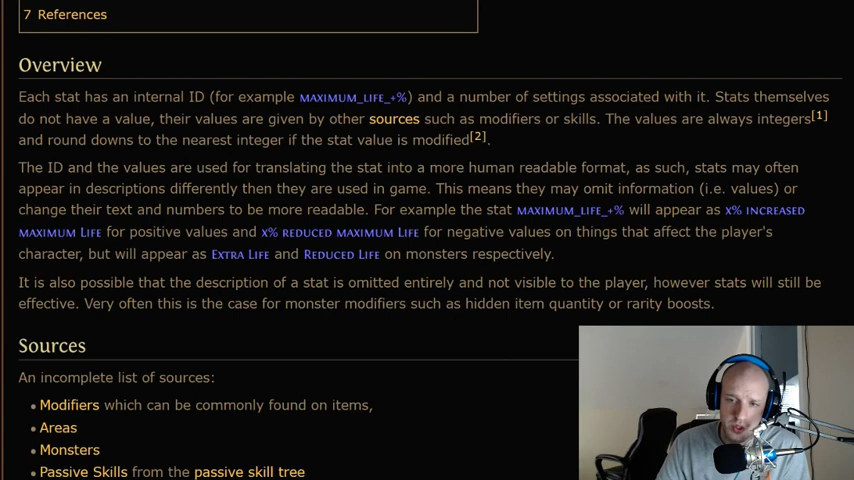 7 References
Overview
Each stat has an internal ID (for example MAXIMUM_LIFE_+%) and a number of settings associated with it. Stats themselves
do not have a value, their values are given by other sources such as modifiers or skills. The values are always integers[1]
and round downs to the nearest integer if the stat value is modified[2].
The ID and the values are used for translating the stat into a more human readable format, as such, stats may often
appear in descriptions differently then they are used in game. This means they may omit information (i.e. values) or
change their text and numbers to be more readable. For example the stat MAXIMUM_LIFE_+% will appear as X% INCREASED
MAXIMUM LIFE for positive values and X% REDUCED MAXIMUM LIFE for negative values on things that affect the player's
character, but will appear as EXTRA LIFE and REDUCED LIFE on monsters respectively.
It is also possible that the description of a stat is omitted entirely and not visible to the player, however stats will still be
effective. Very often this is the case for monster modifiers such as hidden item quantity or rarity boosts.
Sources
An incomplete list of sources:
Modifiers which can be commonly found on items,
Areas
Monsters
Passive Skills from the passive skill tree